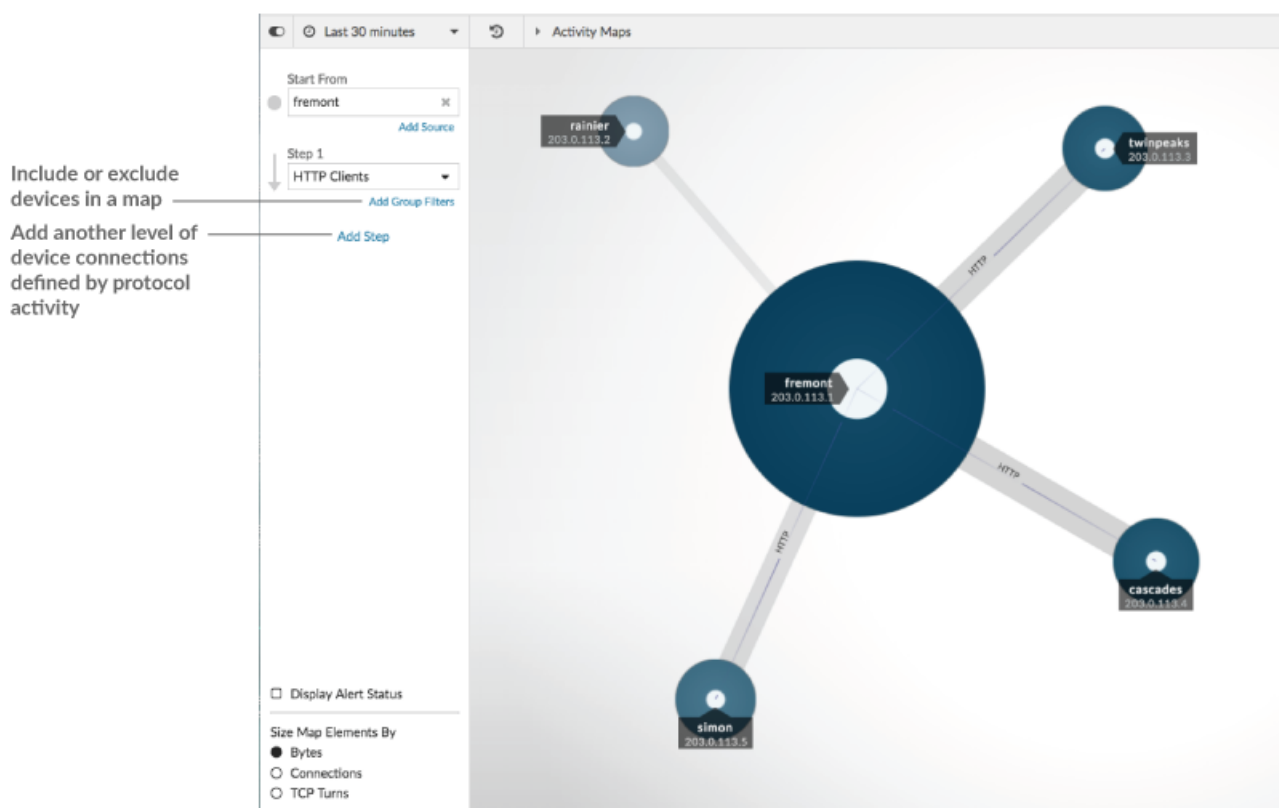 Last 30 minutes
Activity Maps
Start From
fremont
Add Source
Step 1
HTTP Clients
Add Group Filters
Add Step
Include or exclude
devices in a map
Add another level of
device connections
defined by protocol
activity
rainier
203.0.113.2
twinpeaks
203.0.113.3
HTTP
fremont
203.0.113.1
HTTP
cascades
203.0.113.4
HTTP
simon
203.0.113.5
Display Alert Status
Size Map Elements By
Bytes
Connections
TCP Turns